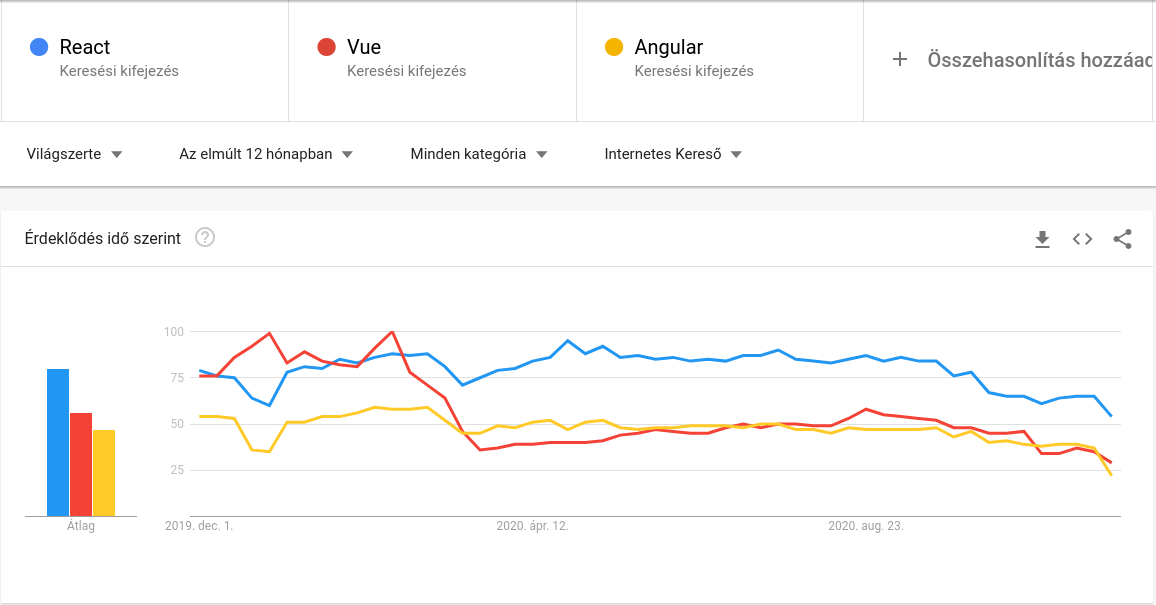 React
Keresési kifejezés
Vue
Keresési kifejezés
Angular
Keresési kifejezés
+ Összehasonlítás
Világszerte
Az elmúlt 12 hónapban
Minden kategória
Internetes Kereső
Érdeklődés idő szerint
?
100
75
50
25
Átlag
2019. dec. 1.
2020. ápr. 12.
2020. aug. 23.